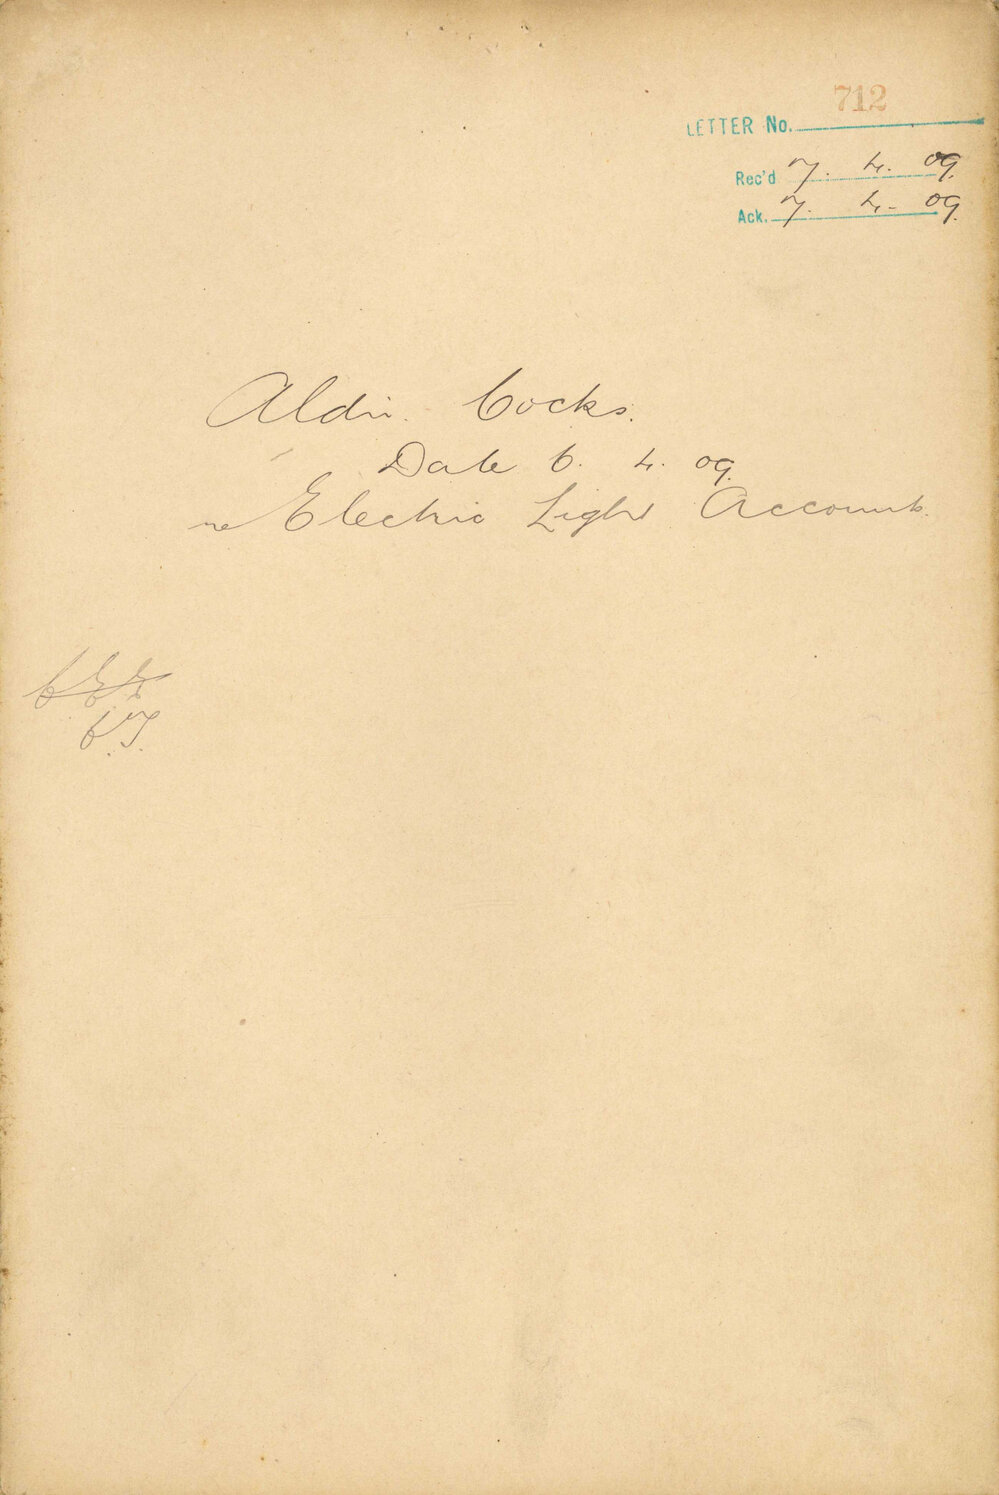 712
LETTER No.
Rec'd 7. 4. 09.
Ack. 7. 4. 09.
Aldn. Cocks.
Date 6. 4. 09.
re Electric Light Accounts.
C.T.